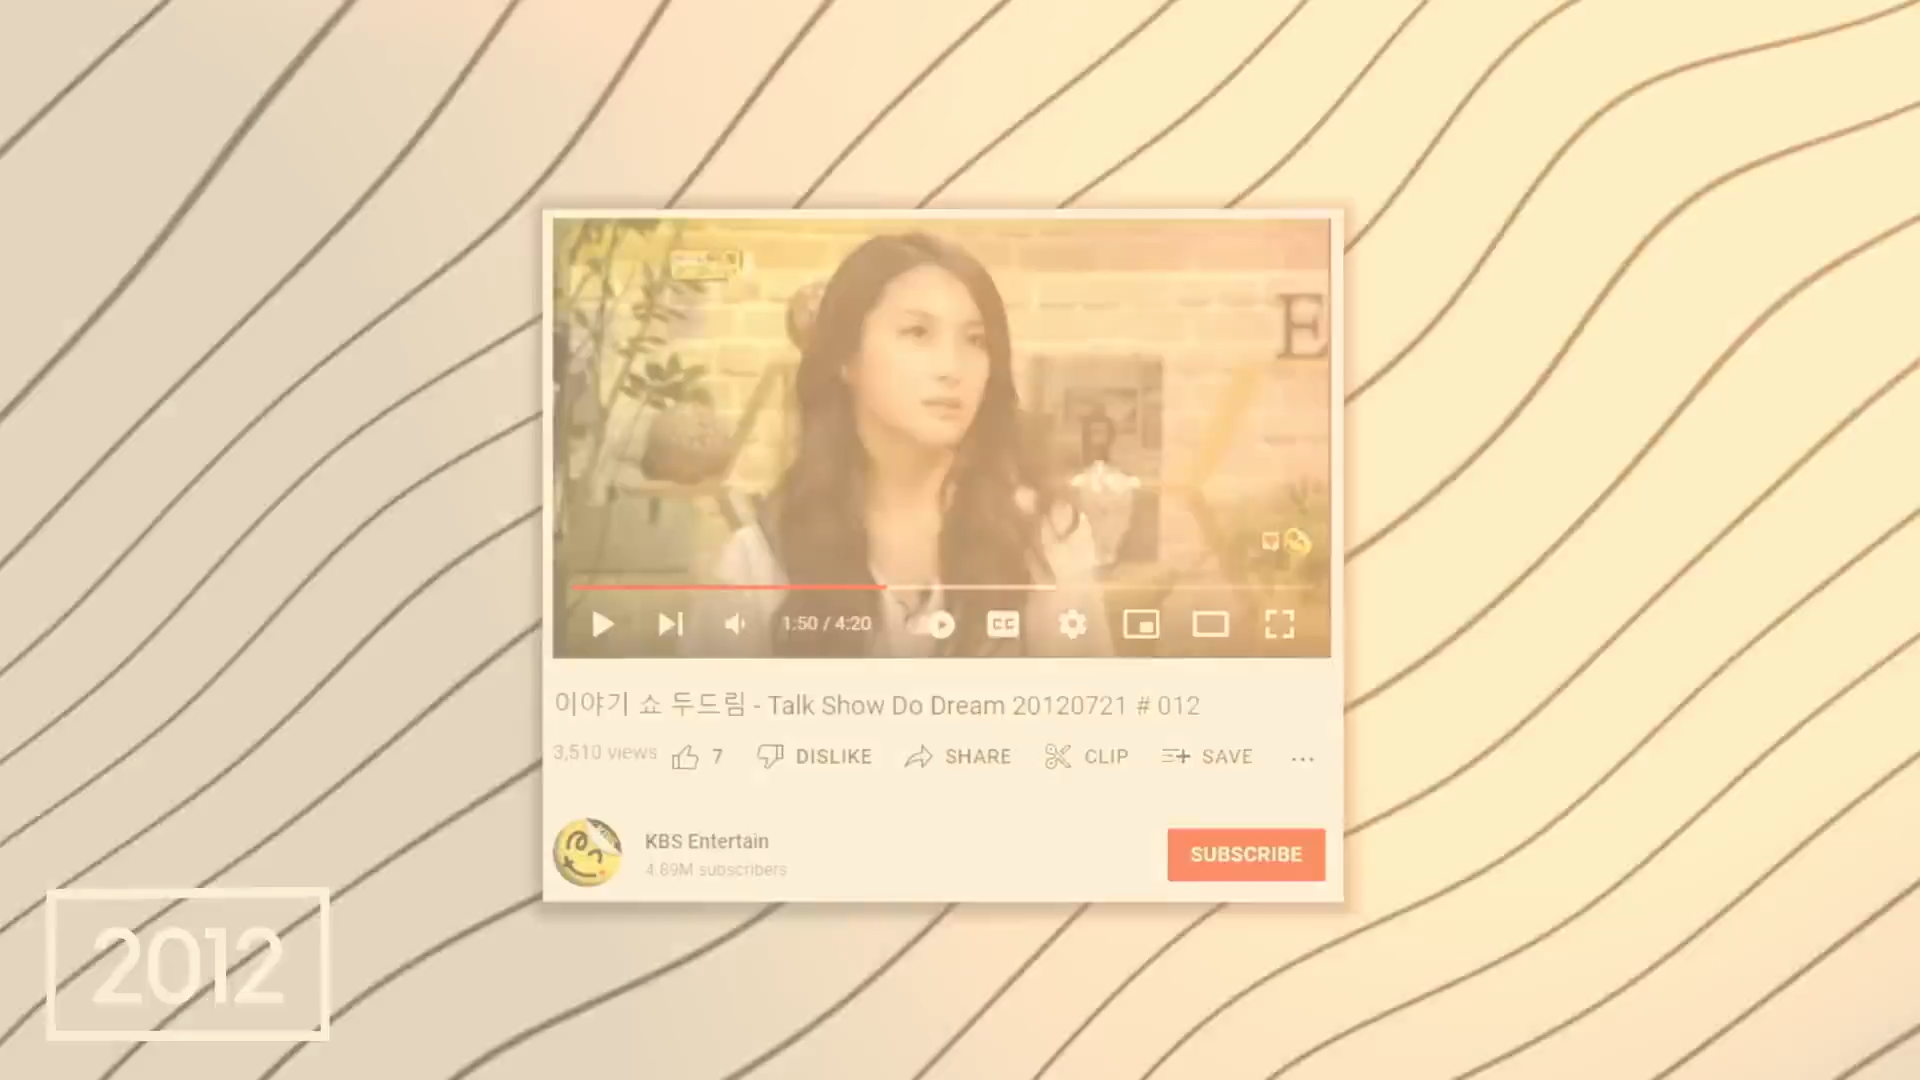 E
R
1:50 / 4:20
CC
이야기 쇼 두드림 - Talk Show Do Dream 20120721 # 012
3,510 views 7 DISLIKE SHARE CLIP SAVE ...
KBS Entertain
4.89M subscribers
SUBSCRIBE
2012